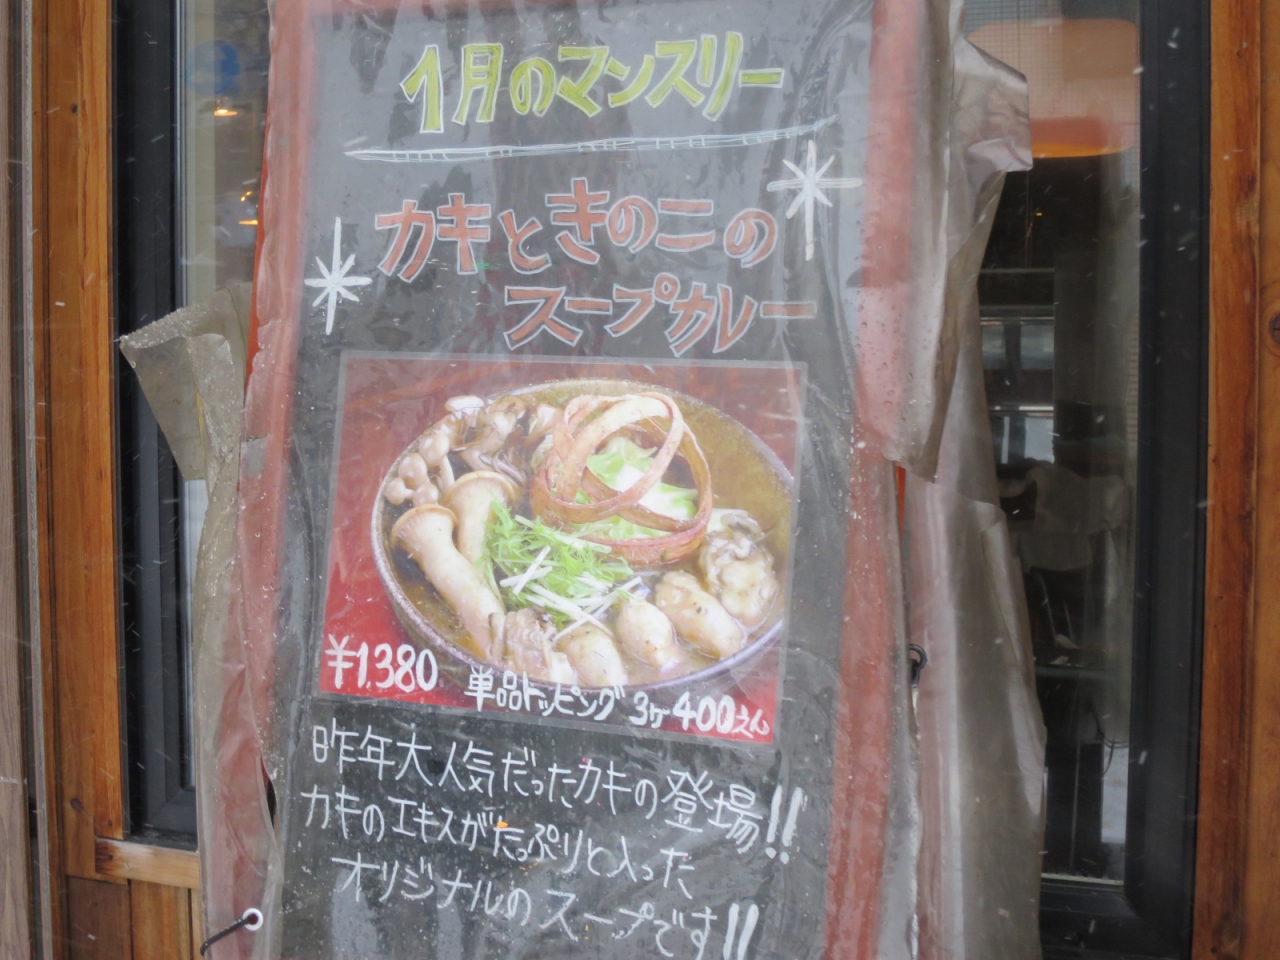 1月のマンスリー
カキときのこの
スープカレー
¥1.380
単品トッピング 3ケ 400えん
昨年大人気だったカキの登場!!
カキのエキスがたっぷりと入った
オリジナルのスープです!!